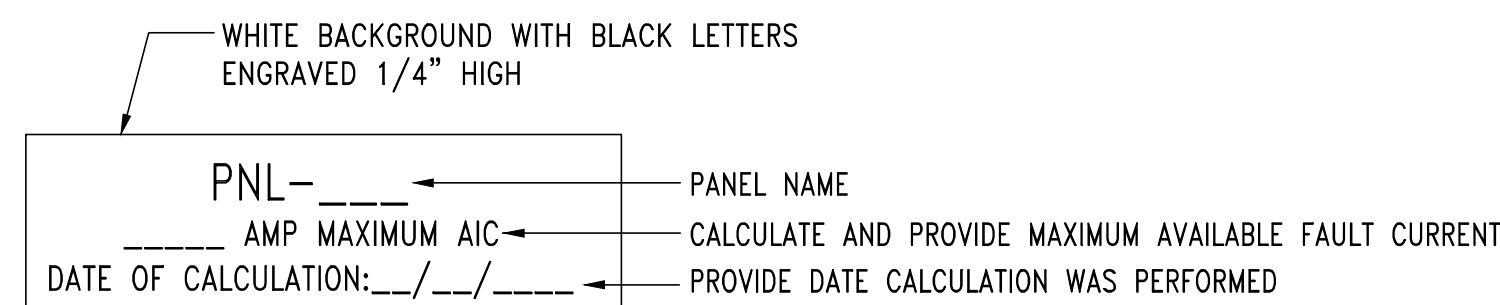 WHITE BACKGROUND WITH BLACK LETTERS
ENGRAVED 1/4” HIGH
PNL-___
PANEL NAME
_____ AMP MAXIMUM AIC
CALCULATE AND PROVIDE MAXIMUM AVAILABLE FAULT CURRENT
DATE OF CALCULATION:__/__/____
PROVIDE DATE CALCULATION WAS PERFORMED